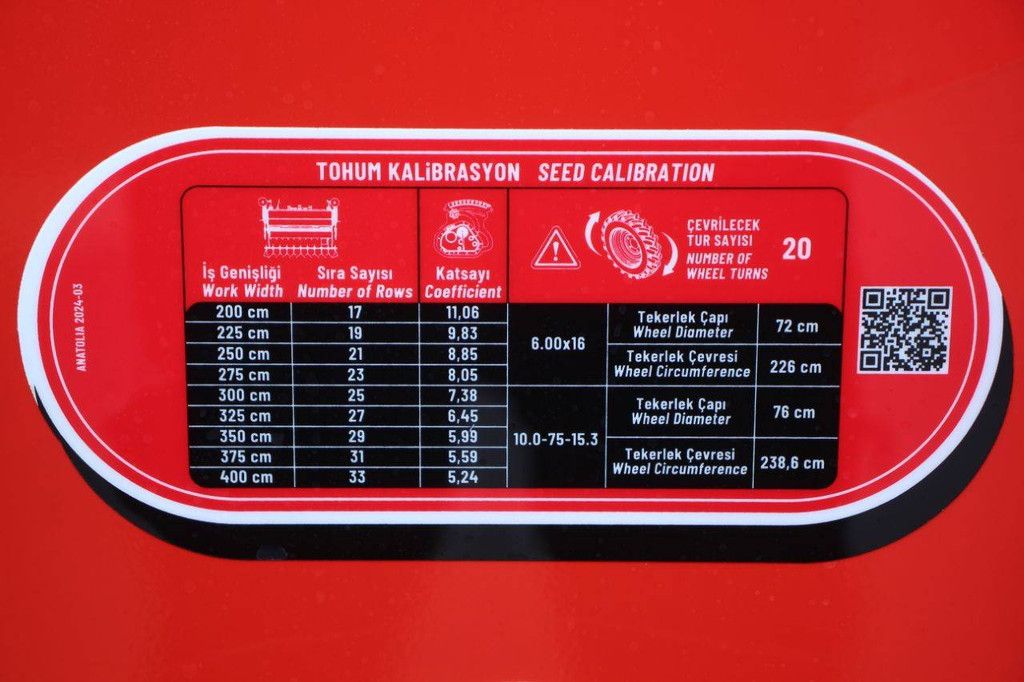 TOHUM KALİBRASYON SEED CALIBRATION
İş Genişliği
Work Width
Sıra Sayısı
Number of Rows
Katsayı
Coefficient
ÇEVRİLECEK
TUR SAYISI
NUMBER OF
WHEEL TURNS
20
200 cm 17 11,06
225 cm 19 9,83
250 cm 21 8,85
275 cm 23 8,05
300 cm 25 7,38
325 cm 27 6,45
350 cm 29 5,99
375 cm 31 5,59
400 cm 33 5,24
6.00x16
Tekerlek Çapı
Wheel Diameter
72 cm
Tekerlek Çevresi
Wheel Circumference
226 cm
10.0-75-15.3
Tekerlek Çapı
Wheel Diameter
76 cm
Tekerlek Çevresi
Wheel Circumference
238,6 cm
ANATOLIA 2024-03